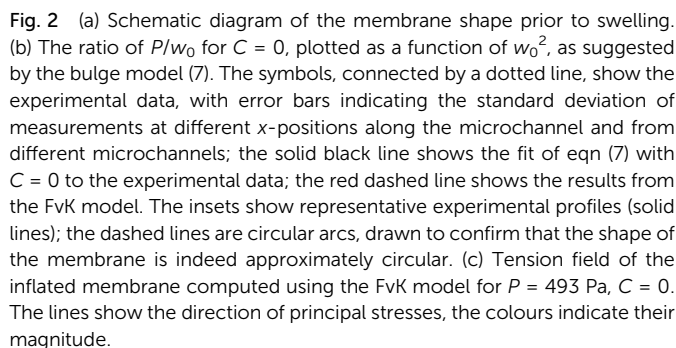 Fig. 2 (a) Schematic diagram of the membrane shape prior to swelling.
(b) The ratio of P/w₀ for C = 0, plotted as a function of w₀², as suggested
by the bulge model (7). The symbols, connected by a dotted line, show the
experimental data, with error bars indicating the standard deviation of
measurements at different x-positions along the microchannel and from
different microchannels; the solid black line shows the fit of eqn (7) with
C = 0 to the experimental data; the red dashed line shows the results from
the FvK model. The insets show representative experimental profiles (solid
lines); the dashed lines are circular arcs, drawn to confirm that the shape of
the membrane is indeed approximately circular. (c) Tension field of the
inflated membrane computed using the FvK model for P = 493 Pa, C = 0.
The lines show the direction of principal stresses, the colours indicate their
magnitude.